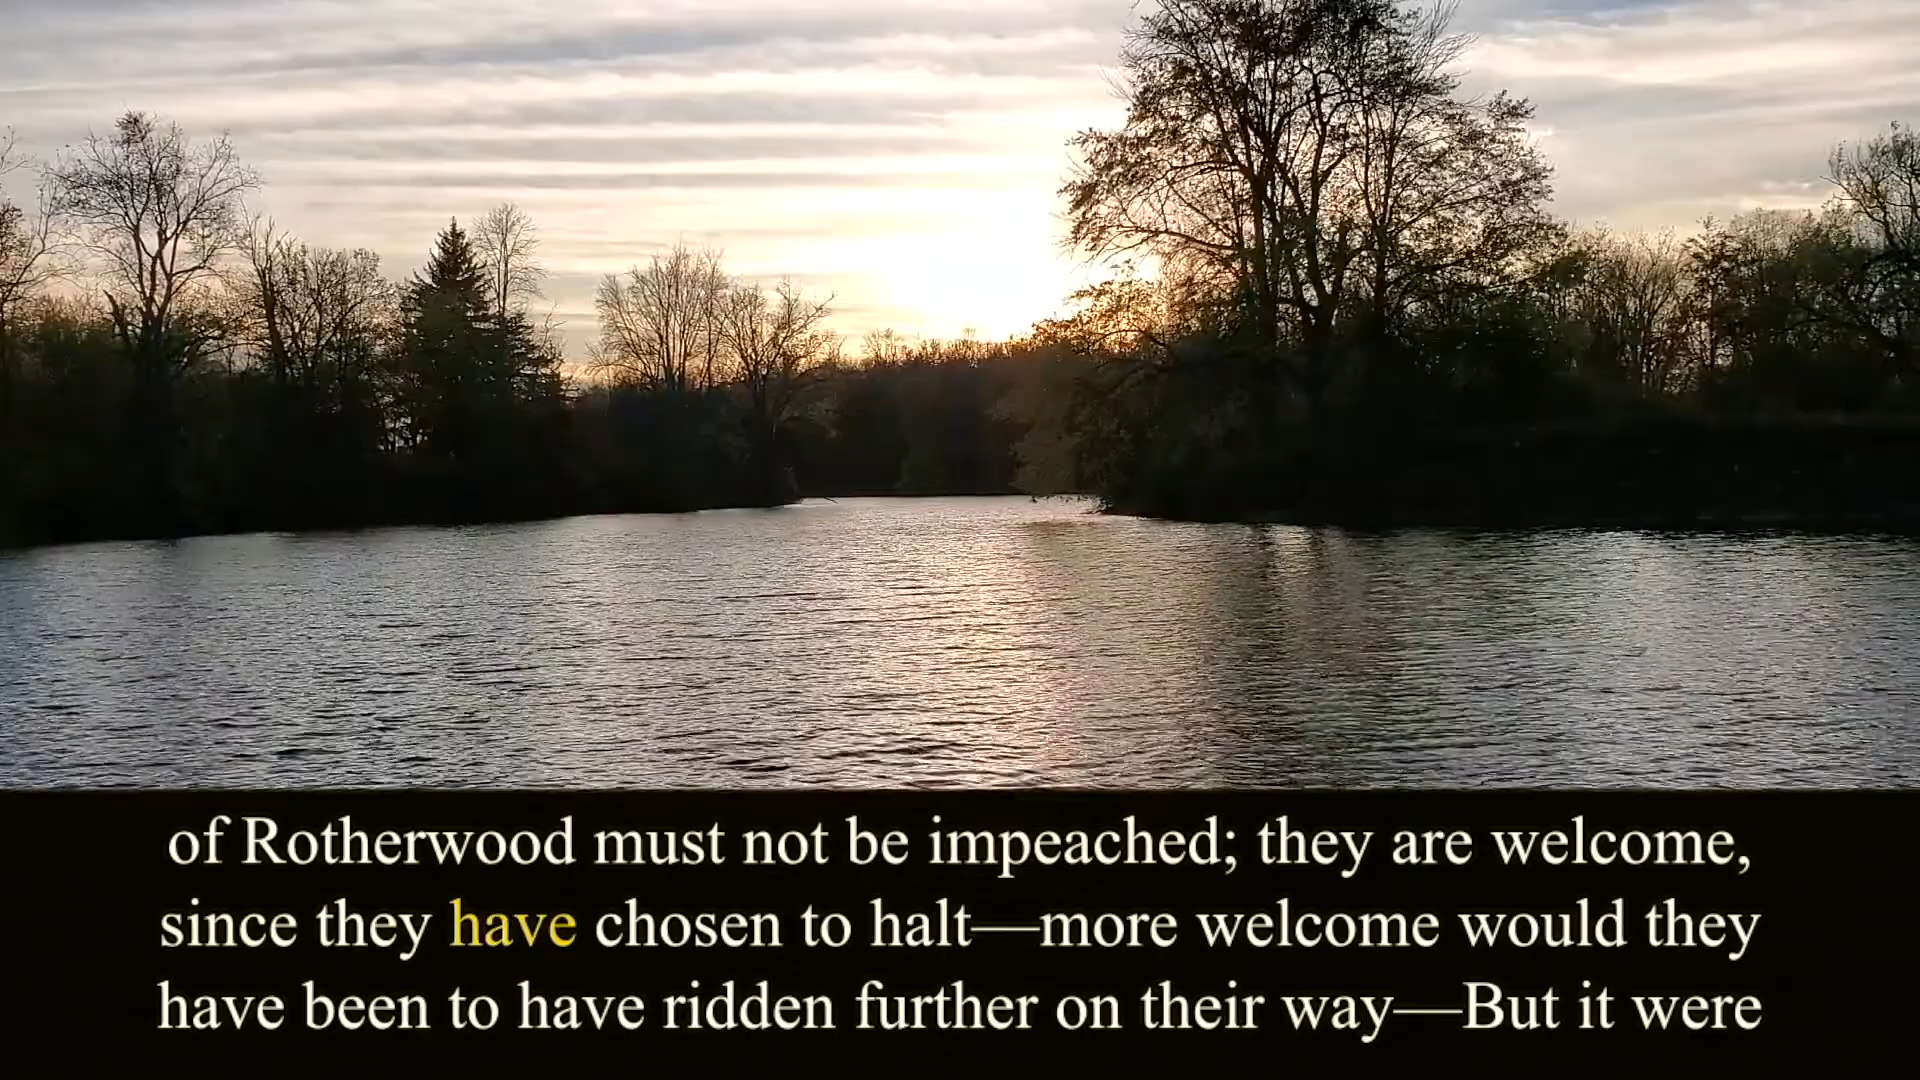 of Rotherwood must not be impeached; they are welcome,
since they have chosen to halt—more welcome would they
have been to have ridden further on their way—But it were